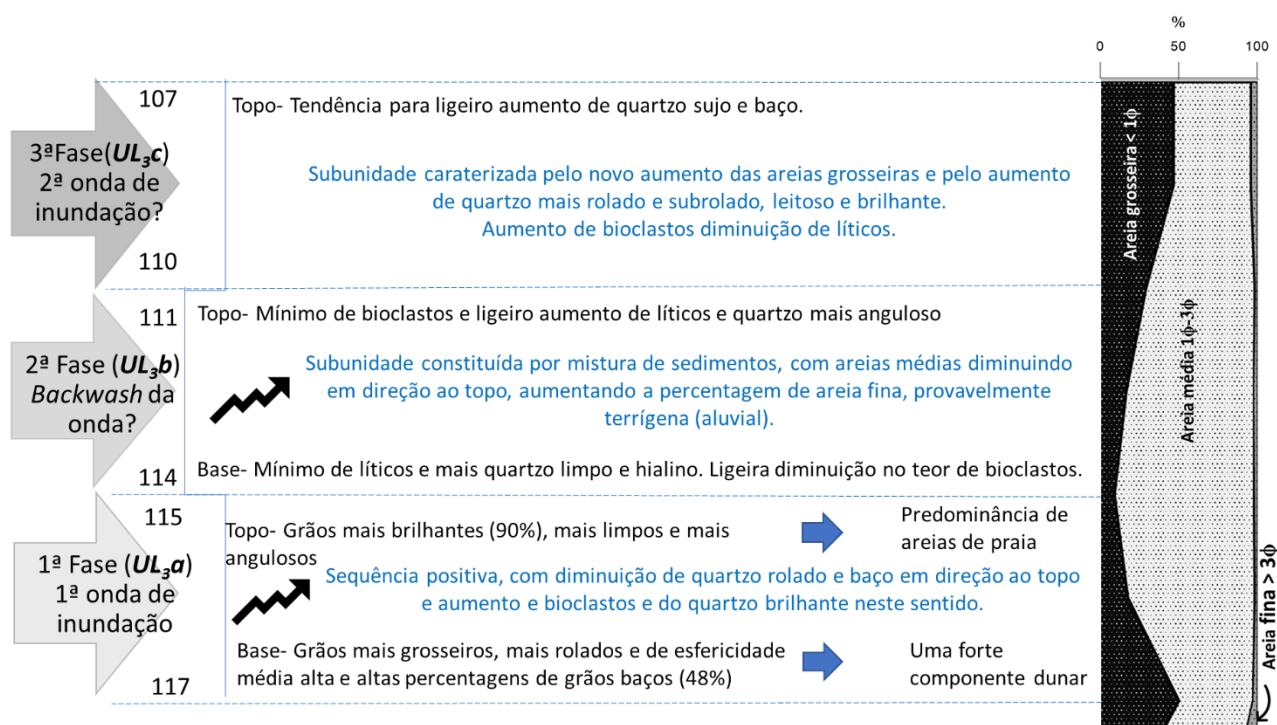 %
0 50 100
107
Topo- Tendência para ligeiro aumento de quartzo sujo e baço.
3ªFase(UL₃c)
2ª onda de
inundação?
Subunidade caraterizada pelo novo aumento das areias grosseiras e pelo aumento
de quartzo mais rolado e subrolado, leitoso e brilhante.
Aumento de bioclastos diminuição de líticos.
110
111
Topo- Mínimo de bioclastos e ligeiro aumento de líticos e quartzo mais anguloso
2ª Fase (UL₃b)
Backwash da
onda?
Subunidade constituída por mistura de sedimentos, com areias médias diminuindo
em direção ao topo, aumentando a percentagem de areia fina, provavelmente
terrígena (aluvial).
114
Base- Mínimo de líticos e mais quartzo limpo e hialino. Ligeira diminuição no teor de bioclastos.
115
Topo- Grãos mais brilhantes (90%), mais limpos e mais
angulosos
Predominância de
areias de praia
1ª Fase (UL₃a)
1ª onda de
inundação
Sequência positiva, com diminuição de quartzo rolado e baço em direção ao topo
e aumento e bioclastos e do quartzo brilhante neste sentido.
117
Base- Grãos mais grosseiros, mais rolados e de esfericidade
média alta e altas percentagens de grãos baços (48%)
Uma forte
componente dunar
Areia grosseira < 1ϕ
Areia média 1ϕ-3ϕ
Areia fina > 3ϕ